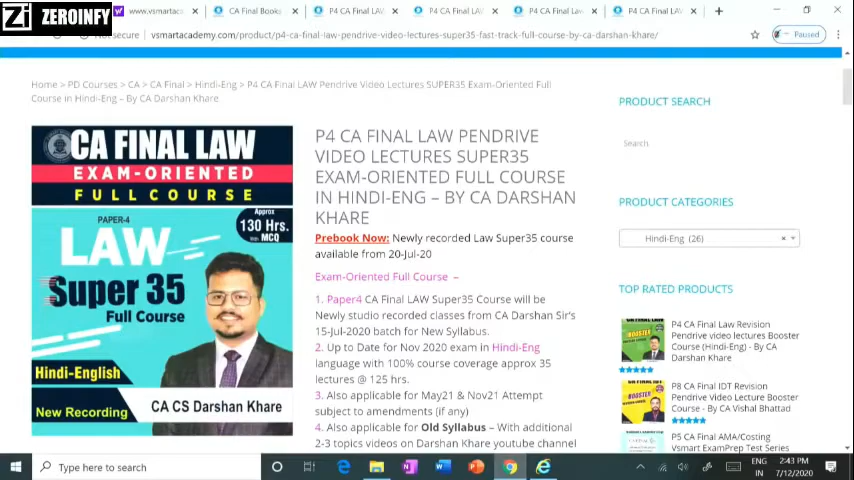 Zi ZEROINFY
www.vsmartaca
CA Final Books
P4 CA Final LAW
P4 CA Final LAW
P4 CA Final LAW
P4 CA Final LAW
Not secure
vsmartacademy.com/product/p4-ca-final-law-pendrive-video-lectures-super35-fast-track-full-course-by-ca-darshan-khare/
Paused
Home > PD Courses > CA > CA Final > Hindi-Eng > P4 CA Final LAW Pendrive Video Lectures SUPER35 Exam-Oriented Full
Course in Hindi-Eng – By CA Darshan Khare
CA FINAL LAW
EXAM-ORIENTED
FULL COURSE
PAPER-4
Approx
130 Hrs.
MCQ
LAW
Super 35
Full Course
Hindi-English
New Recording
CA CS Darshan Khare
P4 CA FINAL LAW PENDRIVE
VIDEO LECTURES SUPER35
EXAM-ORIENTED FULL COURSE
IN HINDI-ENG – BY CA DARSHAN
KHARE
Prebook Now: Newly recorded Law Super35 course
available from 20-Jul-20
Exam-Oriented Full Course –
1. Paper4 CA Final LAW Super35 Course will be
Newly studio recorded classes from CA Darshan Sir's
15-Jul-2020 batch for New Syllabus.
2. Up to Date for Nov 2020 exam in Hindi-Eng
language with 100% course coverage approx 35
lectures @ 125 hrs.
3. Also applicable for May21 & Nov21 Attempt
subject to amendments (if any)
4. Also applicable for Old Syllabus – With additional
2-3 topics videos on Darshan Khare youtube channel
PRODUCT SEARCH
Search
PRODUCT CATEGORIES
Hindi-Eng (26)
TOP RATED PRODUCTS
P4 CA Final Law Revision
Pendrive video lectures Booster
Course (Hindi-Eng) - By CA
Darshan Khare
P8 CA Final IDT Revision
Pendrive Video Lecture Booster
Course - By CA Vishal Bhattad
P5 CA Final AMA/Costing
Vsmart ExamPrep Test Series
Type here to search
ENG
IN
2:43 PM
7/12/2020